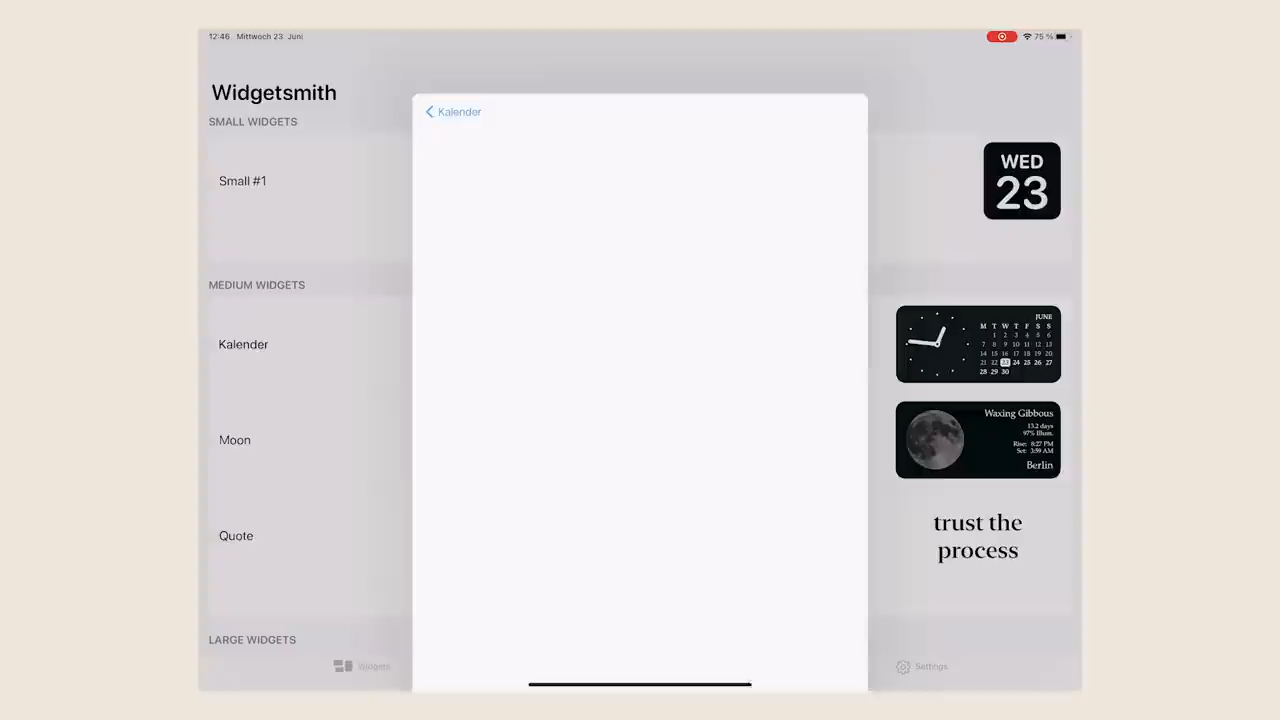 12:46 Mittwoch 23. Juni
75 %
Widgetsmith
SMALL WIDGETS
Small #1
WED
23
Kalender
MEDIUM WIDGETS
Kalender
JUNE
M T W T F S S
1 2 3 4 5 6
7 8 9 10 11 12 13
14 15 16 17 18 19 20
21 22 23 24 25 26 27
28 29 30
Moon
Waxing Gibbous
13.2 days
97% Illum.
Rise: 8:27 PM
Set: 3:59 AM
Berlin
Quote
trust the
process
LARGE WIDGETS
Widgets
Settings